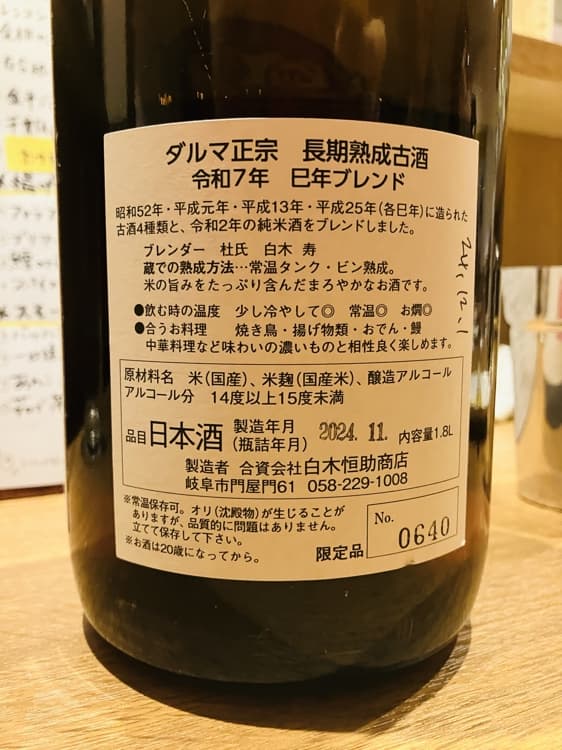 ダルマ正宗 長期熟成古酒
令和7年 巳年ブレンド
昭和52年・平成元年・平成13年・平成25年(各巳年)に造られた
古酒4種類と、令和2年の純米酒をブレンドしました。
ブレンダー 杜氏 白木 寿
蔵での熟成方法…常温タンク・ビン熟成。
米の旨みをたっぷり含んだまろやかなお酒です。
●飲む時の温度 少し冷やして◎ 常温◎ お燗◎
●合うお料理 焼き鳥・揚げ物類・おでん・鰻
中華料理など味わいの濃いものと相性良く楽しめます。
原材料名 米(国産)、米麹(国産米)、醸造アルコール
アルコール分 14度以上15度未満
品目 日本酒 製造年月 2024.11. 内容量1.8L
(瓶詰年月)
製造者 合資会社白木恒助商店
岐阜市門屋門61 058-229-1008
※常温保存可。オリ(沈殿物)が生じることが
ありますが、品質的に問題はありません。
立てて保存して下さい。
※お酒は20歳になってから。
限定品
No.
0640
24.12.1